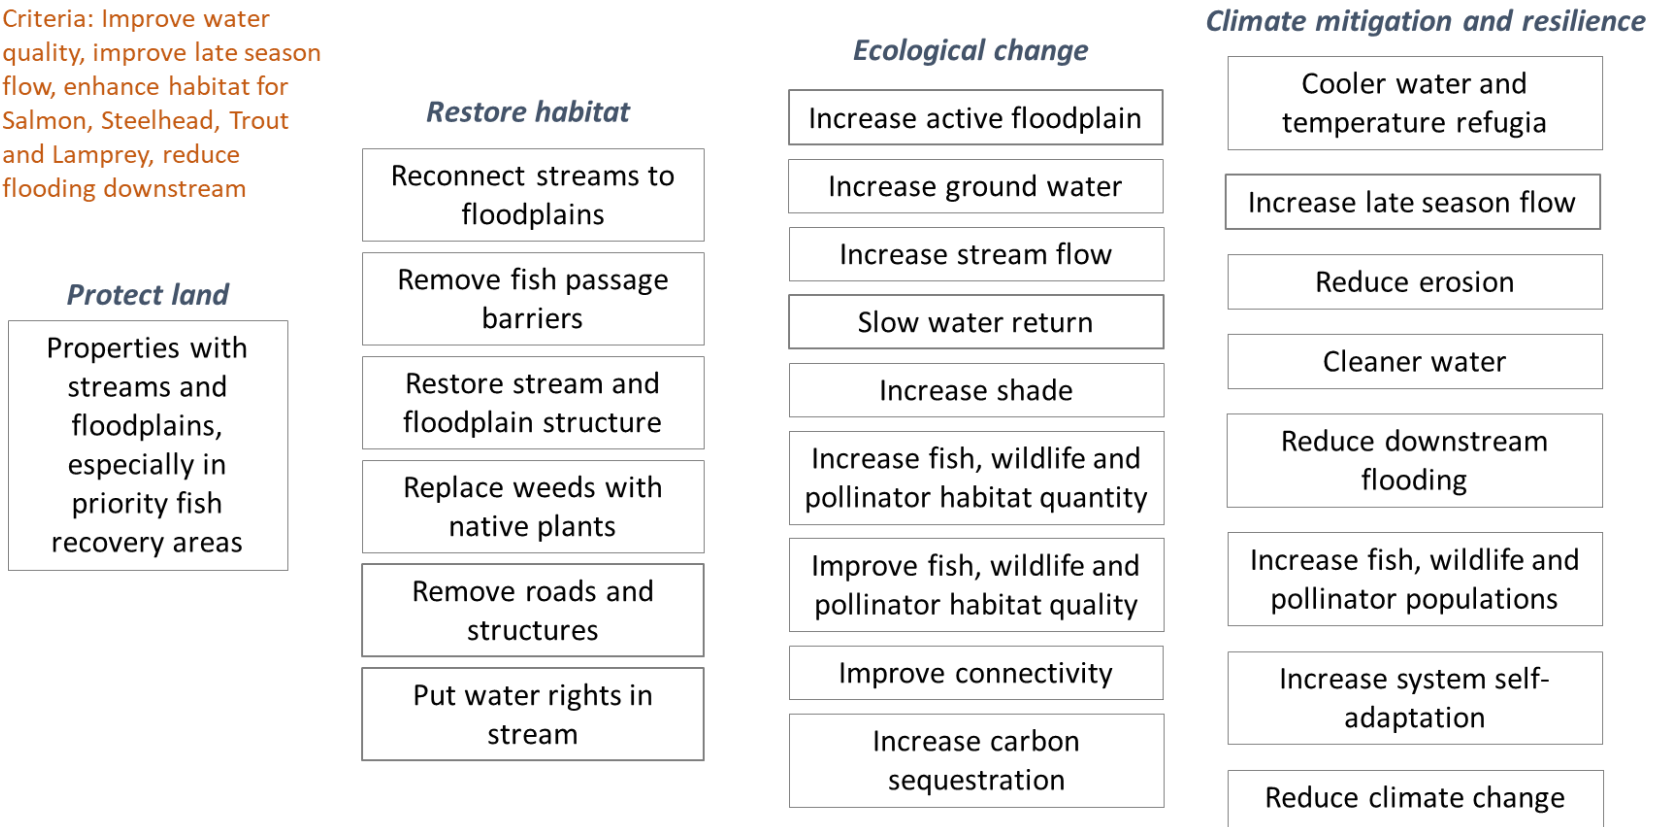 Criteria: Improve water
quality, improve late season
flow, enhance habitat for
Salmon, Steelhead, Trout
and Lamprey, reduce
flooding downstream
Protect land
Properties with
streams and
floodplains,
especially in
priority fish
recovery areas
Restore habitat
Reconnect streams to
floodplains
Remove fish passage
barriers
Restore stream and
floodplain structure
Replace weeds with
native plants
Remove roads and
structures
Put water rights in
stream
Ecological change
Increase active floodplain
Increase ground water
Increase stream flow
Slow water return
Increase shade
Increase fish, wildlife and
pollinator habitat quantity
Improve fish, wildlife and
pollinator habitat quality
Improve connectivity
Increase carbon
sequestration
Climate mitigation and resilience
Cooler water and
temperature refugia
Increase late season flow
Reduce erosion
Cleaner water
Reduce downstream
flooding
Increase fish, wildlife and
pollinator populations
Increase system self-
adaptation
Reduce climate change